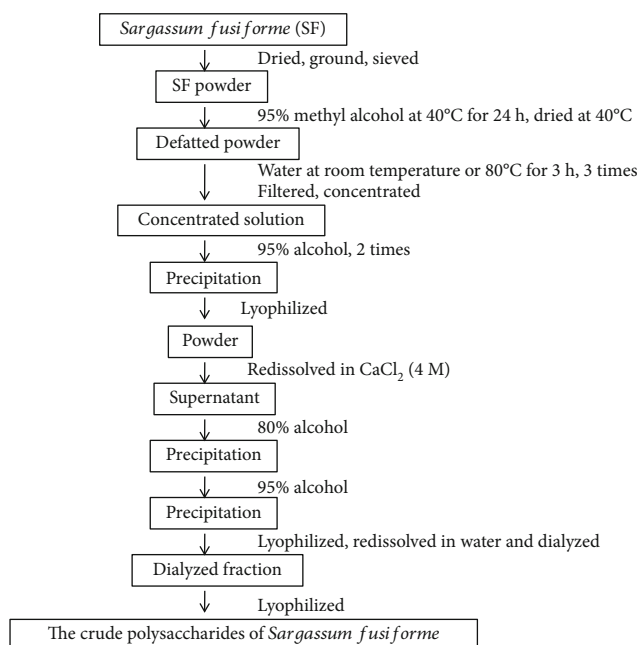 Sargassum fusiforme (SF)
Dried, ground, sieved
SF powder
95% methyl alcohol at 40°C for 24 h, dried at 40°C
Defatted powder
Water at room temperature or 80°C for 3 h, 3 times
Filtered, concentrated
Concentrated solution
95% alcohol, 2 times
Precipitation
Lyophilized
Powder
Redissolved in CaCl₂ (4 M)
Supernatant
80% alcohol
Precipitation
95% alcohol
Precipitation
Lyophilized, redissolved in water and dialyzed
Dialyzed fraction
Lyophilized
The crude polysaccharides of Sargassum fusiforme